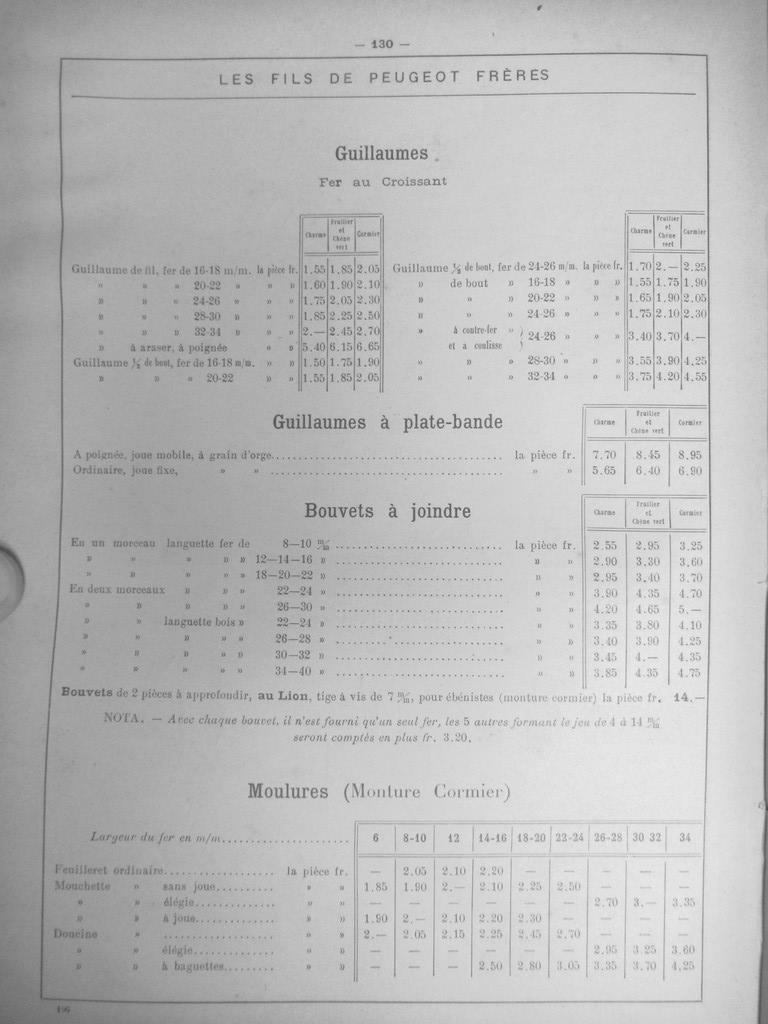 — 130 —
LES FILS DE PEUGEOT FRÈRES
Guillaumes
Fer au Croissant
Charme | Fruitier et Chêne vert | Cormier
Guillaume de fil, fer de 16-18 m/m. la pièce fr. 1.55 1.85 2.05
» » » 20-22 » » » 1.60 1.90 2.10
» » » 24-26 » » » 1.75 2.05 2.30
» » » 28-30 » » » 1.85 2.25 2.50
» » » 32-34 » » » 2.— 2.45 2.70
» à araser, à poignée » » 5.40 6.15 6.65
Guillaume ½ de bout, fer de 16-18 m/m. » » 1.50 1.75 1.90
» » » 20-22 » » 1.55 1.85 2.05
Charme | Fruitier et Chêne vert | Cormier
Guillaume ½ de bout, fer de 24-26 m/m. la pièce fr. 1.70 2.— 2.25
» de bout » 16-18 » » » 1.55 1.75 1.90
» » » 20-22 » » » 1.65 1.90 2.05
» » » 24-26 » » » 1.75 2.10 2.30
» à contre-fer » et a coulisse } 24-26 » » » 3.40 3.70 4.—
» » » 28-30 » » » 3.55 3.90 4.25
» » » 32-34 » » » 3.75 4.20 4.55
Guillaumes à plate-bande
Charme | Fruitier et Chêne vert | Cormier
A poignée, joue mobile, à grain d'orge........ la pièce fr. 7.70 8.45 8.95
Ordinaire, joue fixe, » » ........ » » 5.65 6.40 6.90
Bouvets à joindre
Charme | Fruitier et Chêne vert | Cormier
En un morceau languette fer de 8—10 m/m ........ la pièce fr. 2.55 2.95 3.25
» » » » » 12—14—16 » ........ » » 2.90 3.30 3.60
» » » » » 18—20—22 » ........ » » 2.95 3.40 3.70
En deux morceaux » » » 22—24 » ........ » » 3.90 4.35 4.70
» » » » » 26—30 » ........ » » 4.20 4.65 5.—
» » languette bois » 22—24 » ........ » » 3.35 3.80 4.10
» » » » » 26—28 » ........ » » 3.40 3.90 4.25
» » » » » 30—32 » ........ » » 3.45 4.— 4.35
» » » » » 34—40 » ........ » » 3.85 4.35 4.75
Bouvets de 2 pièces à approfondir, au Lion, tige à vis de 7 m/m, pour ébénistes (monture cormier) la pièce fr. 14.—
NOTA. — Avec chaque bouvet, il n'est fourni qu'un seul fer, les 5 autres formant le jeu de 4 à 14 m/m
seront comptés en plus fr. 3.20.
Moulures (Monture Cormier)
Largeur du fer en m/m........ 6 | 8-10 | 12 | 14-16 | 18-20 | 22-24 | 26-28 | 30 32 | 34
Feuilleret ordinaire........ la pièce fr. — 2.05 2.10 2.20 — — — — —
Mouchette » sans joue........ » » 1.85 1.90 2.— 2.10 2.25 2.50 — — —
» » élégie........ » » — — — — — — 2.70 3.— 3.35
» » à joue........ » » 1.90 2.— 2.10 2.20 2.30 — — — —
Doucine » ........ » » 2.— 2.05 2.15 2.25 2.45 2.70 — — —
» » élégie........ » » — — — — — — 2.95 3.25 3.60
» » à baguettes........ » » — — — 2.50 2.80 3.05 3.35 3.70 4.25